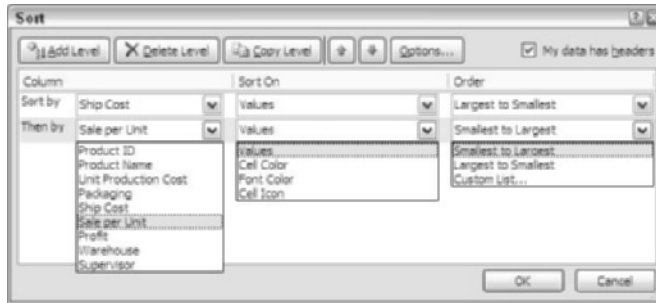 Sort
Add Level Delete Level Copy Level Options... My data has headers
Column Sort On Order
Sort by Ship Cost Values Largest to Smallest
Then by Sale per Unit Values Smallest to Largest
Product ID Values Smallest to Largest
Product Name Cell Color Largest to Smallest
Unit Production Cost Font Color Custom List...
Packaging Cell Icon
Ship Cost
Sale per Unit
Profit
Warehouse
Supervisor
OK Cancel